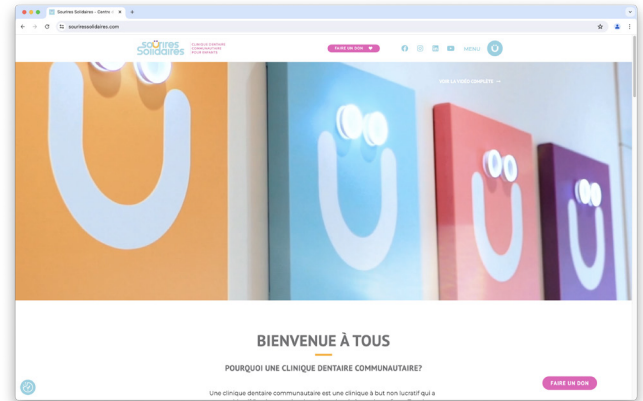 Sourires Solidaires - Centre
souriressolidaires.com
SOURIRES
SOLIDAIRES
CLINIQUE DENTAIRE
COMMUNAUTAIRE
POUR ENFANTS
FAIRE UN DON
MENU
VOIR LA VIDÉO COMPLÈTE
BIENVENUE À TOUS
POURQUOI UNE CLINIQUE DENTAIRE COMMUNAUTAIRE?
Une clinique dentaire communautaire est une clinique à but non lucratif qui a
FAIRE UN DON